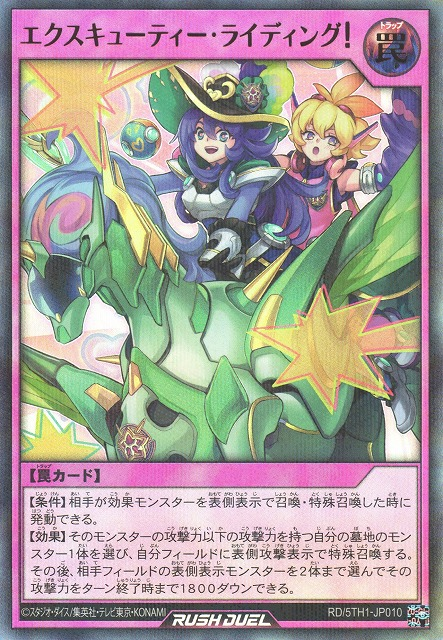 エクスキューティー・ライディング!
トラップ
罠
トラップ
【罠カード】
【条件】相手が効果モンスターを表側表示で召喚・特殊召喚した時に
発動できる。
【効果】そのモンスターの攻撃力以下の攻撃力を持つ自分の墓地のモン
スター1体を選び、自分フィールドに表側攻撃表示で特殊召喚する。
その後、相手フィールドの表側表示モンスターを2体まで選んでその
攻撃力をターン終了時まで1800ダウンできる。
©スタジオ・ダイス/集英社・テレビ東京・KONAMI
RUSH DUEL
RD/5TH1-JP010